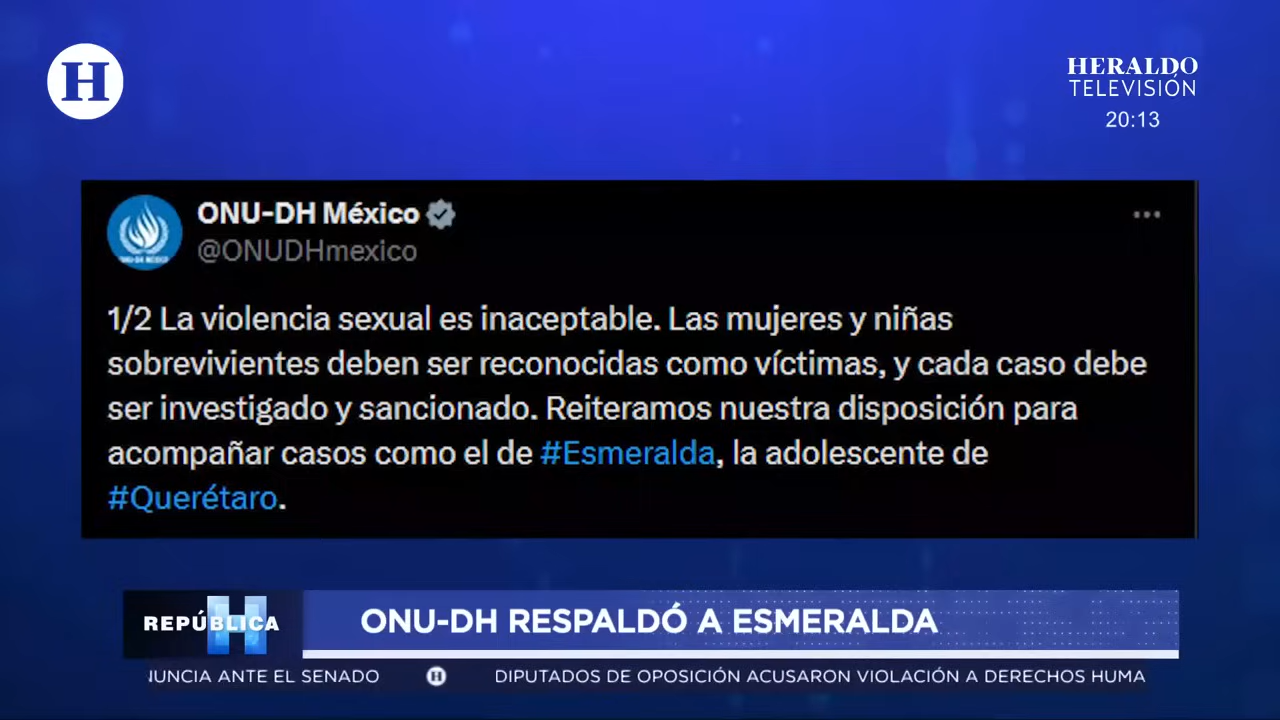 H
HERALDO
TELEVISIÓN
20:13
ONU-DH México
@ONUDHmexico
1/2 La violencia sexual es inaceptable. Las mujeres y niñas
sobrevivientes deben ser reconocidas como víctimas, y cada caso debe
ser investigado y sancionado. Reiteramos nuestra disposición para
acompañar casos como el de #Esmeralda, la adolescente de
#Querétaro.
REPÚBLICA H
ONU-DH RESPALDÓ A ESMERALDA
NUNCIA ANTE EL SENADO H DIPUTADOS DE OPOSICIÓN ACUSARON VIOLACIÓN A DERECHOS HUMA